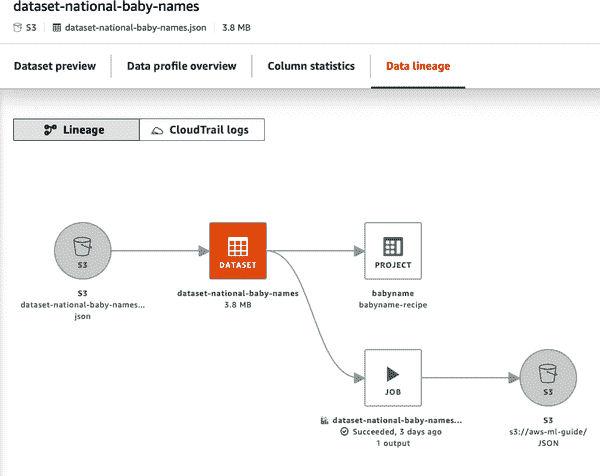 dataset-national-baby-names
S3 dataset-national-baby-names.json 3.8 MB
Dataset preview Data profile overview Column statistics Data lineage
Lineage CloudTrail logs
S3
DATASET
PROJECT
S3
dataset-national-baby-names...
json
dataset-national-baby-names
3.8 MB
babyname
babyname-recipe
JOB
S3
dataset-national-baby-names...
Succeeded, 3 days ago
1 output
S3
s3://aws-ml-guide/
JSON